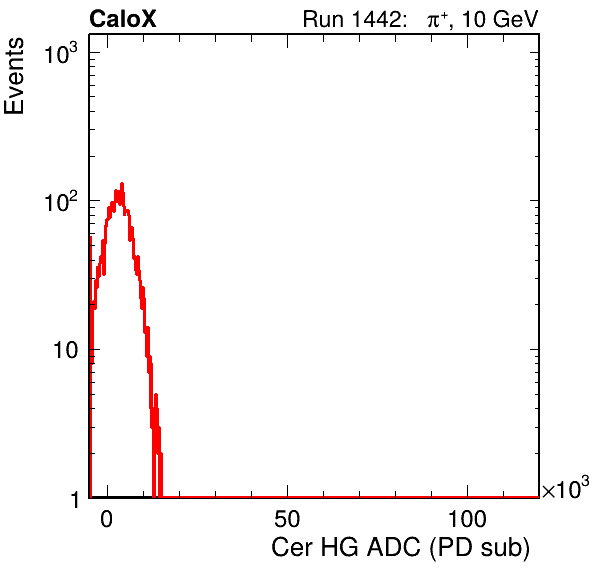 CaloX Run 1442: π⁺, 10 GeV
Events
10³
10²
10
1
0 50 100 ×10³
Cer HG ADC (PD sub)